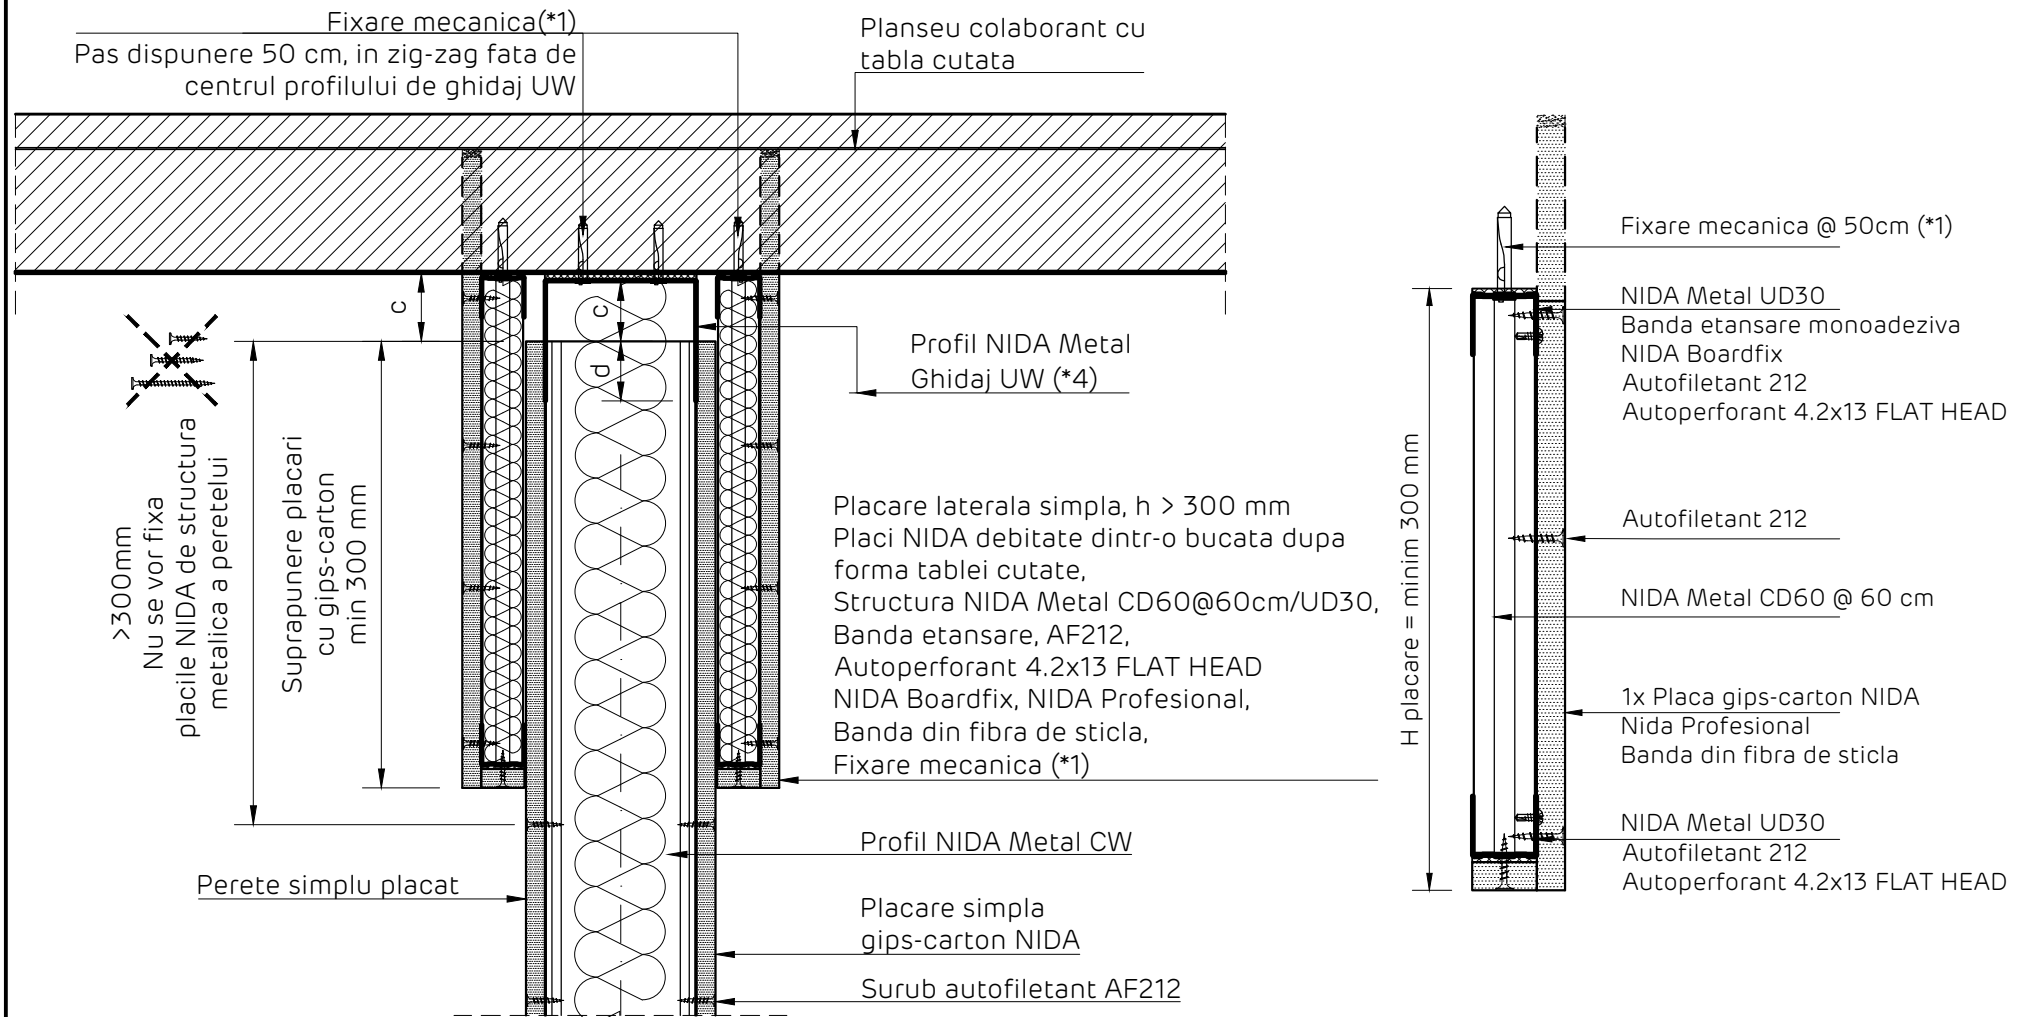 Fixare mecanica(*1)
Pas dispunere 50 cm, in zig-zag fata de
centrul profilului de ghidaj UW
Planseu colaborant cu
tabla cutata
c
c
d
Profil NIDA Metal
Ghidaj UW (*4)
>300mm
Nu se vor fixa
placile NIDA de structura
metalica a peretelui
Suprapunere placari
cu gips-carton
min 300 mm
Placare laterala simpla, h > 300 mm
Placi NIDA debitate dintr-o bucata dupa
forma tablei cutate,
Structura NIDA Metal CD60@60cm/UD30,
Banda etansare, AF212,
Autoperforant 4.2x13 FLAT HEAD
NIDA Boardfix, NIDA Profesional,
Banda din fibra de sticla,
Fixare mecanica (*1)
Profil NIDA Metal CW
Perete simplu placat
Placare simpla
gips-carton NIDA
Surub autofiletant AF212
H placare = minim 300 mm
Fixare mecanica @ 50cm (*1)
NIDA Metal UD30
Banda etansare monoadeziva
NIDA Boardfix
Autofiletant 212
Autoperforant 4.2x13 FLAT HEAD
Autofiletant 212
NIDA Metal CD60 @ 60 cm
1x Placa gips-carton NIDA
Nida Profesional
Banda din fibra de sticla
NIDA Metal UD30
Autofiletant 212
Autoperforant 4.2x13 FLAT HEAD